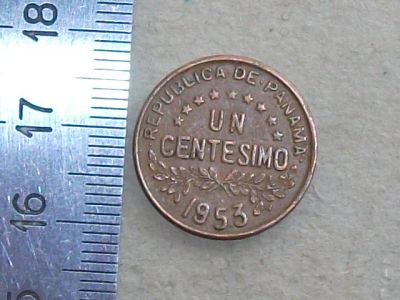 18
17
16
REPUBLICA DE PANAMA
UN
CENTESIMO
1953